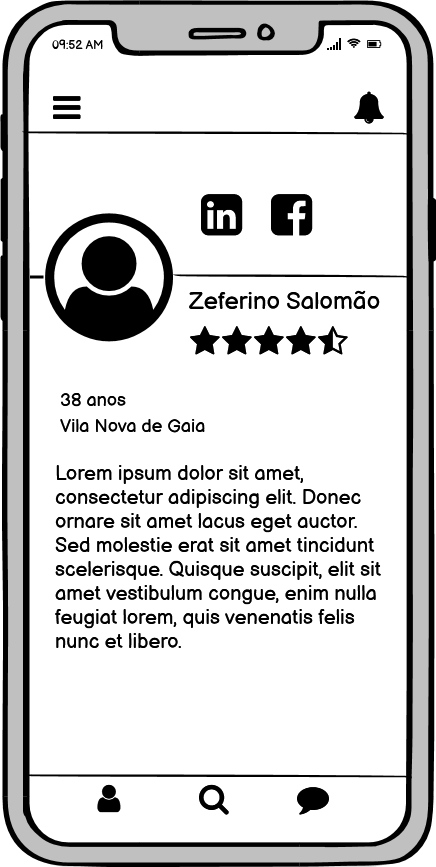 09:52 AM
in f
Zeferino Salomão
38 anos
Vila Nova de Gaia
Lorem ipsum dolor sit amet,
consectetur adipiscing elit. Donec
ornare sit amet lacus eget auctor.
Sed molestie erat sit amet tincidunt
scelerisque. Quisque suscipit, elit sit
amet vestibulum congue, enim nulla
feugiat lorem, quis venenatis felis
nunc et libero.